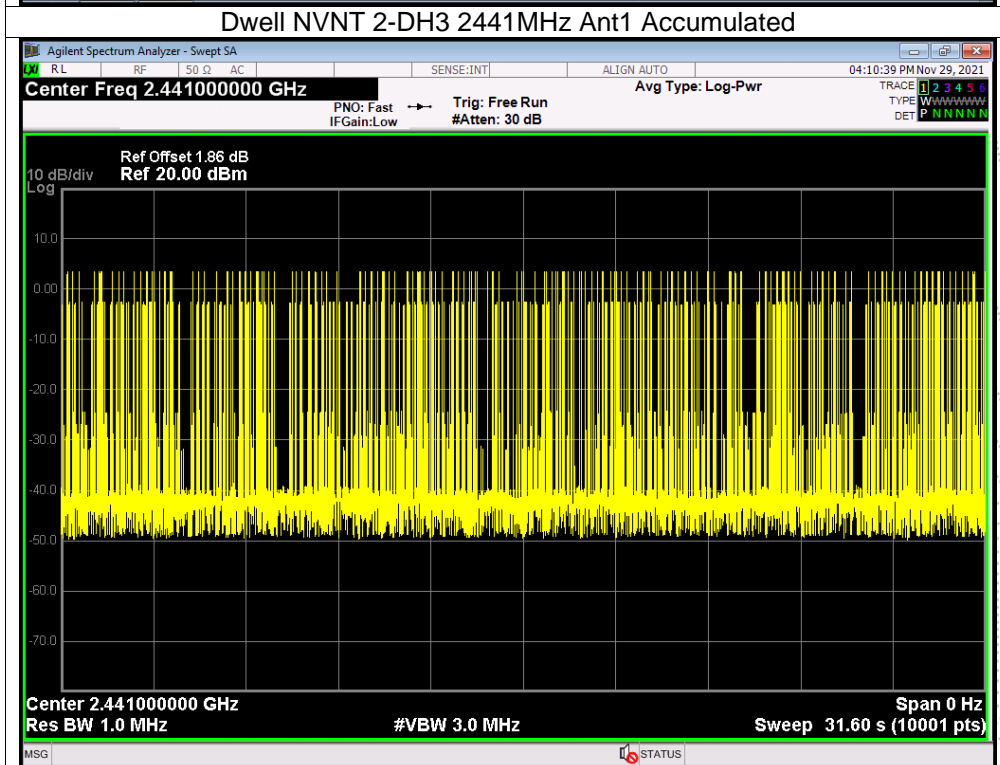 Dwell NVNT 2-DH3 2441MHz Ant1 Accumulated
Agilent Spectrum Analyzer - Swept SA
LXI RL RF 50 Ω AC SENSE:INT ALIGN AUTO 04:10:39 PM Nov 29, 2021
Center Freq 2.441000000 GHz Avg Type: Log-Pwr TRACE 1 2 3 4 5 6
PNO: Fast Trig: Free Run TYPE WWWWWW
IFGain:Low #Atten: 30 dB DET P N N N N N
Ref Offset 1.86 dB
10 dB/div Ref 20.00 dBm
Log
10.0
0.00
-10.0
-20.0
-30.0
-40.0
-50.0
-60.0
-70.0
Center 2.441000000 GHz Span 0 Hz
Res BW 1.0 MHz #VBW 3.0 MHz Sweep 31.60 s (10001 pts)
MSG STATUS